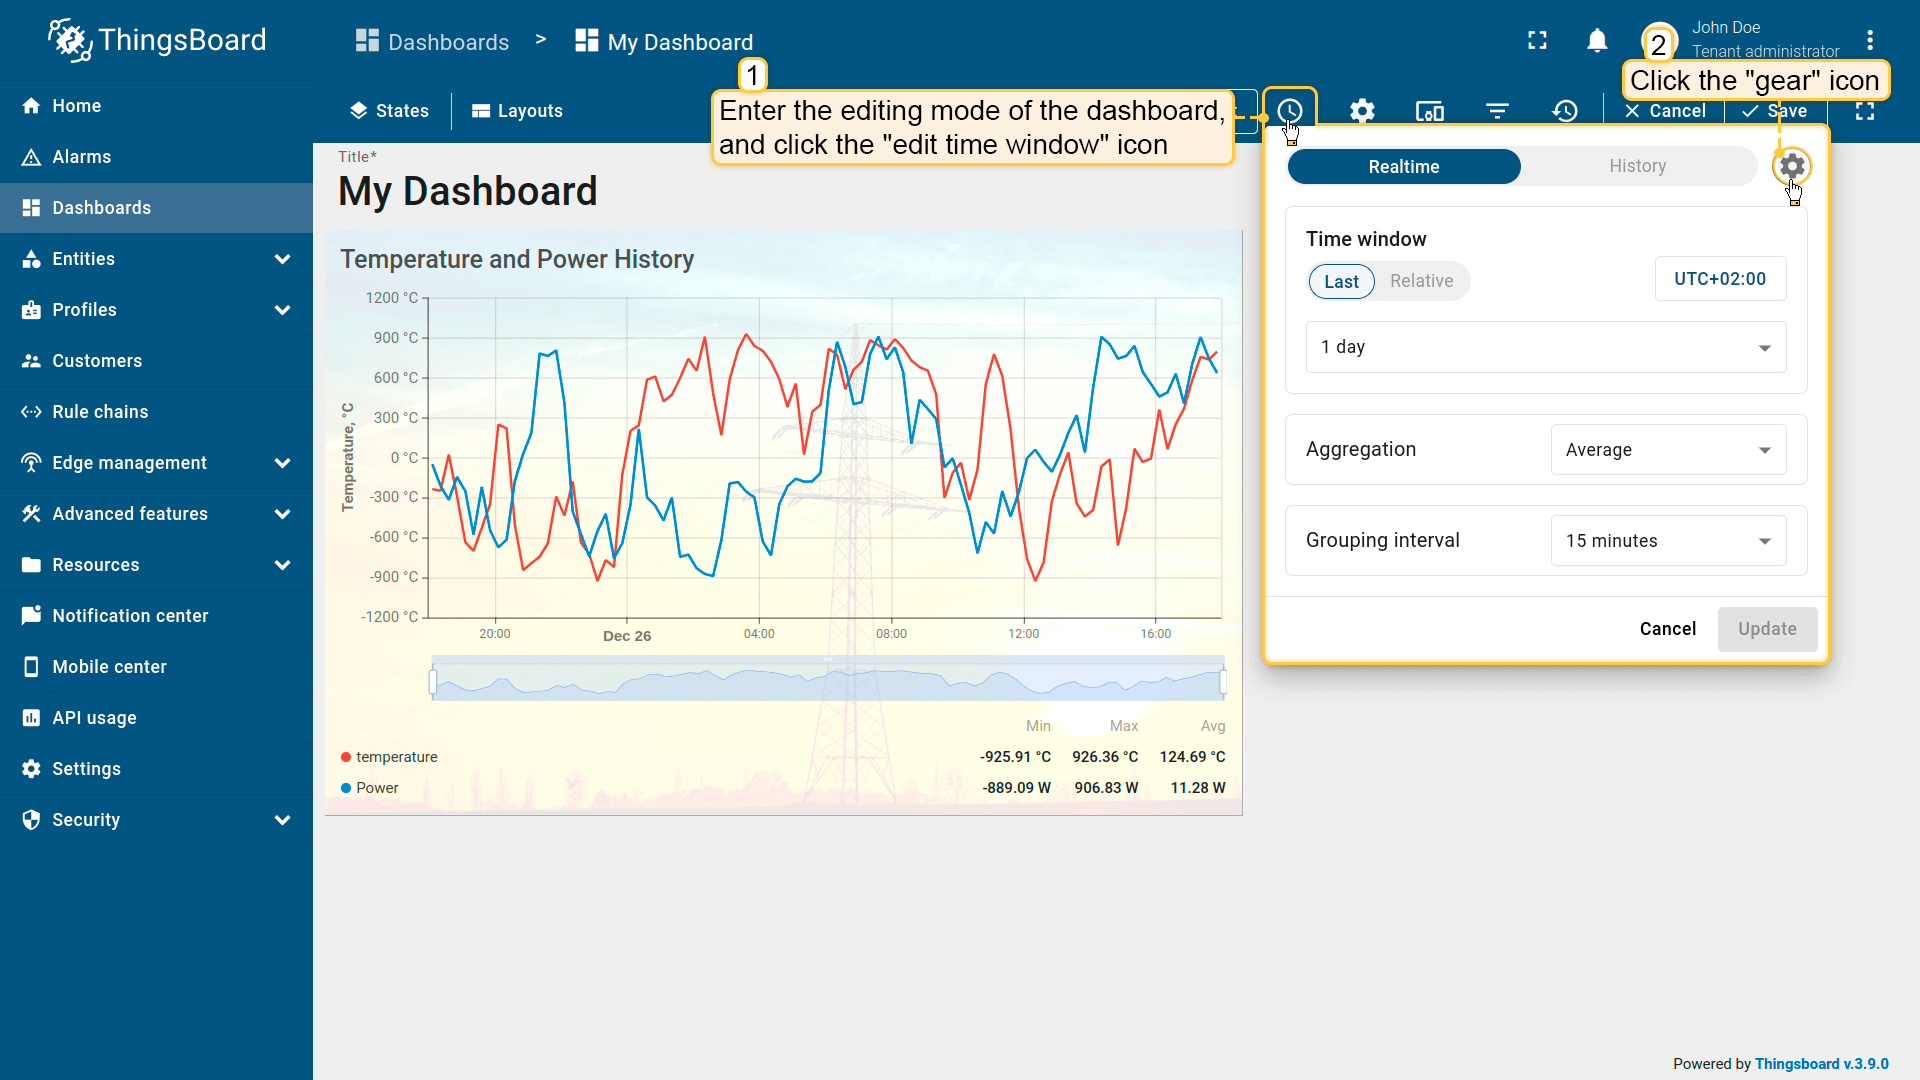 ThingsBoard
Dashboards > My Dashboard
John Doe
Tenant administrator
1
2
Click the "gear" icon
Enter the editing mode of the dashboard,
and click the "edit time window" icon
States
Layouts
Cancel
Save
Home
Alarms
Dashboards
Entities
Profiles
Customers
Rule chains
Edge management
Advanced features
Resources
Notification center
Mobile center
API usage
Settings
Security
Title*
My Dashboard
Temperature and Power History
Temperature, °C
1200 °C
900 °C
600 °C
300 °C
0 °C
-300 °C
-600 °C
-900 °C
-1200 °C
20:00 Dec 26 04:00 08:00 12:00 16:00
Min Max Avg
temperature -925.91 °C 926.36 °C 124.69 °C
Power -889.09 W 906.83 W 11.28 W
Realtime History
Time window
Last Relative UTC+02:00
1 day
Aggregation Average
Grouping interval 15 minutes
Cancel Update
Powered by Thingsboard v.3.9.0